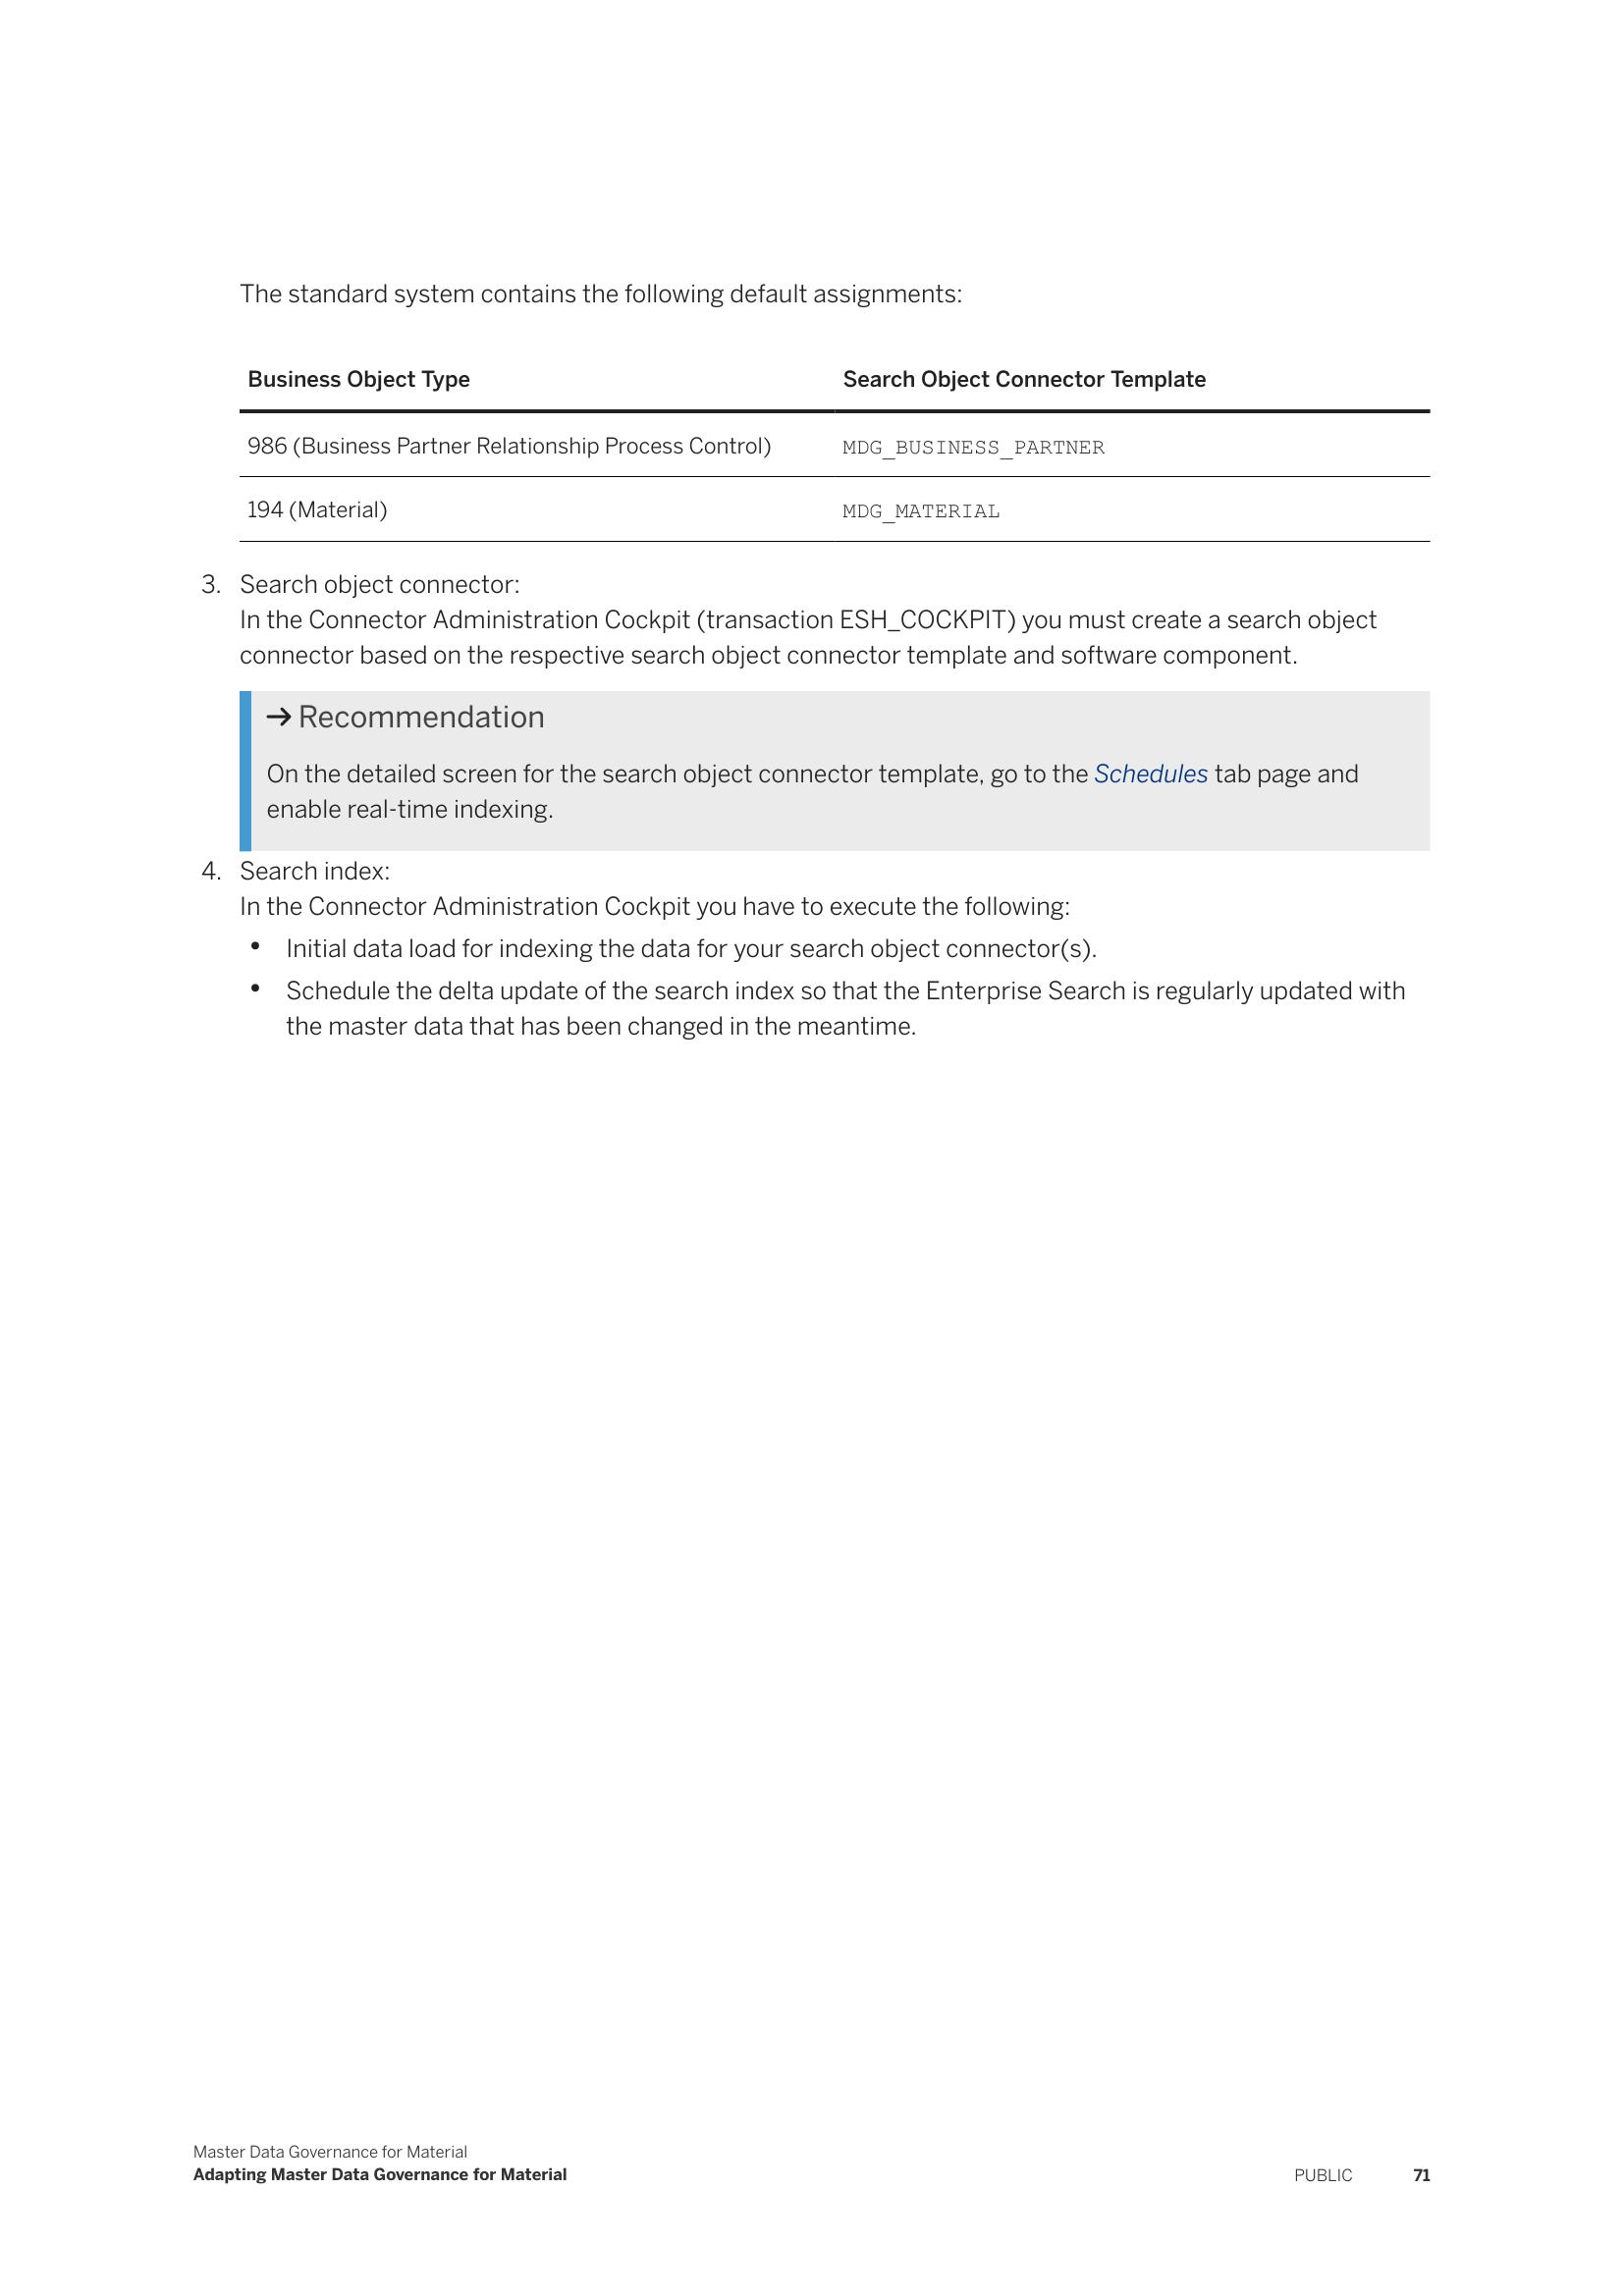 The standard system contains the following default assignments:
Business Object Type Search Object Connector Template
986 (Business Partner Relationship Process Control) MDG_BUSINESS_PARTNER
194 (Material) MDG_MATERIAL
3. Search object connector:
In the Connector Administration Cockpit (transaction ESH_COCKPIT) you must create a search object
connector based on the respective search object connector template and software component.
→ Recommendation
On the detailed screen for the search object connector template, go to the Schedules tab page and
enable real-time indexing.
4. Search index:
In the Connector Administration Cockpit you have to execute the following:
• Initial data load for indexing the data for your search object connector(s).
• Schedule the delta update of the search index so that the Enterprise Search is regularly updated with
the master data that has been changed in the meantime.
Master Data Governance for Material
Adapting Master Data Governance for Material PUBLIC 71